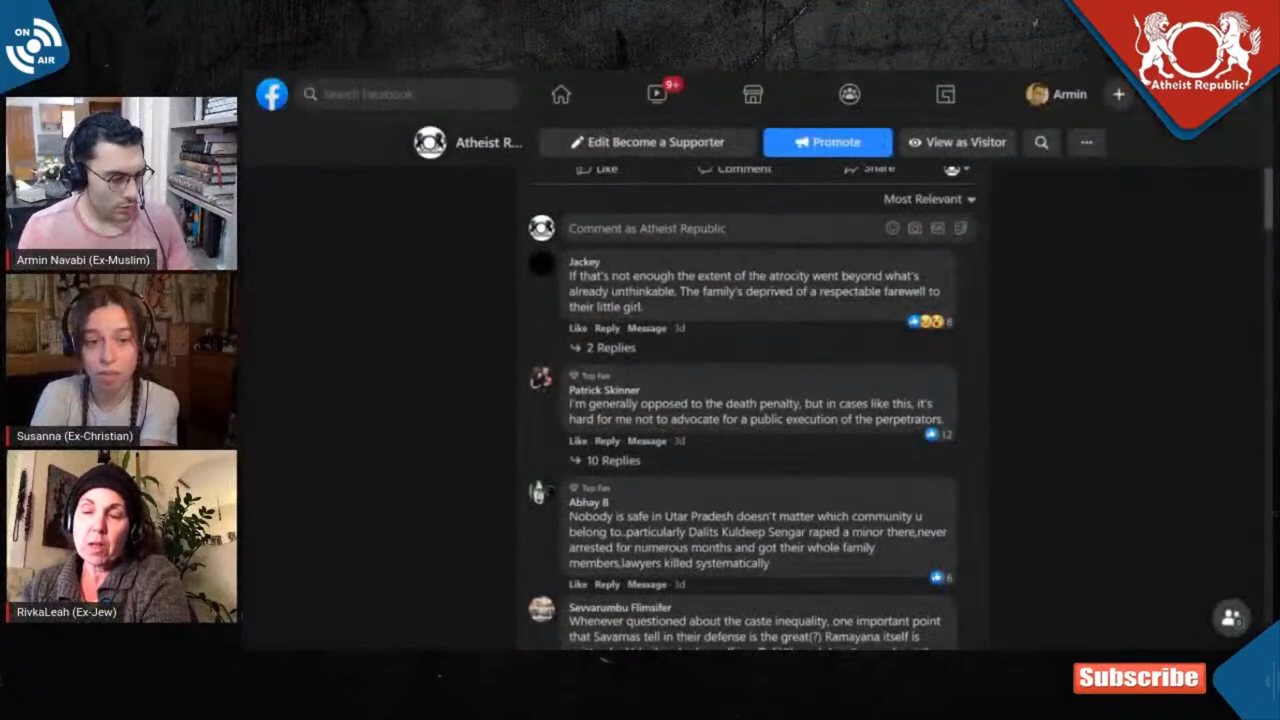 ON
AIR
Search Facebook
9+
Armin
Atheist Republic
Atheist R...
Edit Become a Supporter
Promote
View as Visitor
Like
Comment
Share
Most Relevant
Comment as Atheist Republic
Jackey
If that's not enough the extent of the atrocity went beyond what's
already unthinkable. The family's deprived of a respectable farewell to
their little girl.
8
Like Reply Message 3d
2 Replies
Top Fan
Patrick Skinner
I'm generally opposed to the death penalty, but in cases like this, it's
hard for me not to advocate for a public execution of the perpetrators.
12
Like Reply Message 3d
10 Replies
Top Fan
Abhay B
Nobody is safe in Utar Pradesh doesn't matter which community u
belong to..particularly Dalits Kuldeep Sengar raped a minor there,never
arrested for numerous months and got their whole family
members,lawyers killed systematically
6
Like Reply Message 3d
Sevvarumbu Flimsifer
Whenever questioned about the caste inequality, one important point
that Savarnas tell in their defense is the great(?) Ramayana itself is
Armin Navabi (Ex-Muslim)
Susanna (Ex-Christian)
RivkaLeah (Ex-Jew)
Subscribe